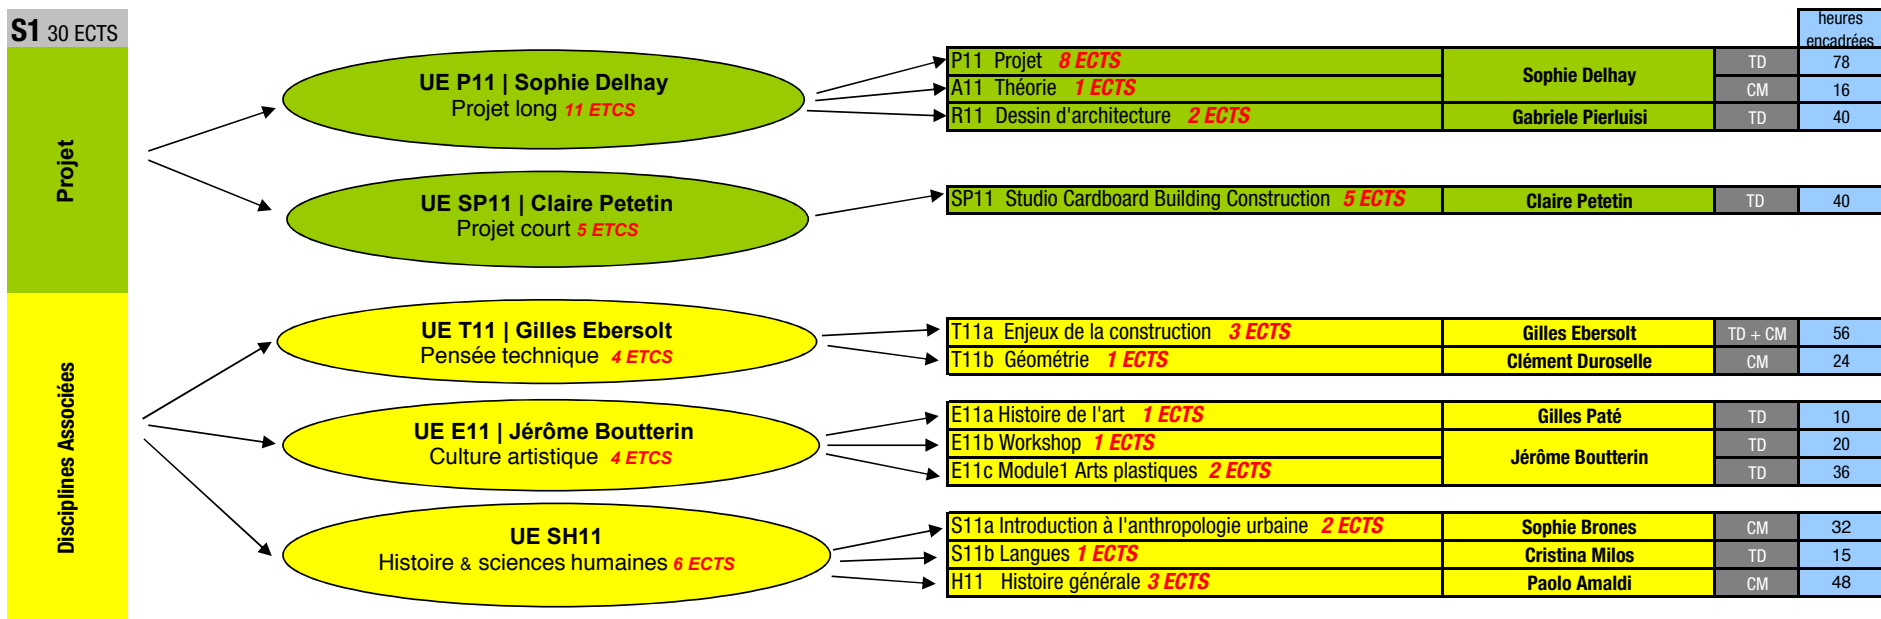 S1 30 ECTS
heures
encadrées
Projet
UE P11 | Sophie Delhay
Projet long 11 ETCS
P11 Projet 8 ECTS
Sophie Delhay
TD
78
A11 Théorie 1 ECTS
CM
16
R11 Dessin d'architecture 2 ECTS
Gabriele Pierluisi
TD
40
UE SP11 | Claire Petetin
Projet court 5 ETCS
SP11 Studio Cardboard Building Construction 5 ECTS
Claire Petetin
TD
40
Disciplines Associées
UE T11 | Gilles Ebersolt
Pensée technique 4 ETCS
T11a Enjeux de la construction 3 ECTS
Gilles Ebersolt
TD + CM
56
T11b Géométrie 1 ECTS
Clément Duroselle
CM
24
UE E11 | Jérôme Boutterin
Culture artistique 4 ETCS
E11a Histoire de l'art 1 ECTS
Gilles Paté
TD
10
E11b Workshop 1 ECTS
Jérôme Boutterin
TD
20
E11c Module1 Arts plastiques 2 ECTS
TD
36
UE SH11
Histoire & sciences humaines 6 ECTS
S11a Introduction à l'anthropologie urbaine 2 ECTS
Sophie Brones
CM
32
S11b Langues 1 ECTS
Cristina Milos
TD
15
H11 Histoire générale 3 ECTS
Paolo Amaldi
CM
48